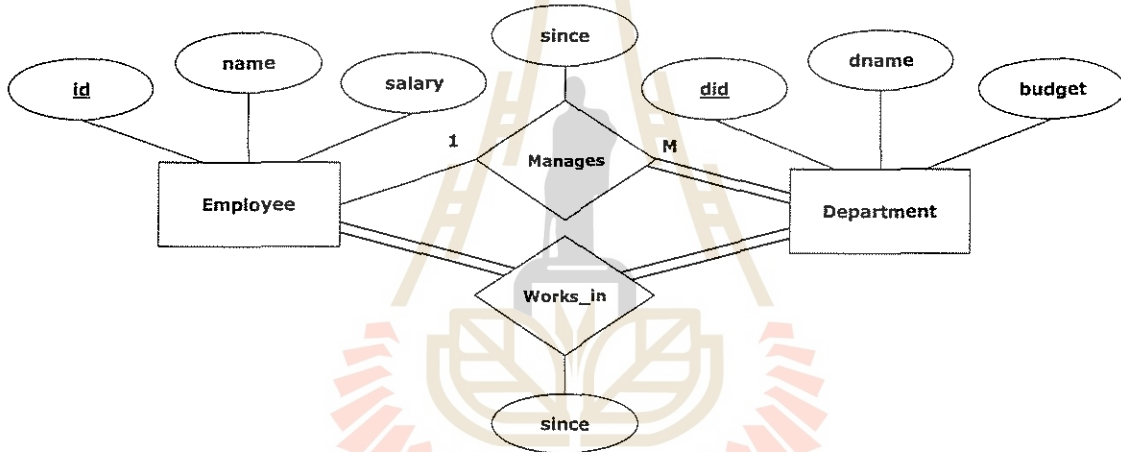 since
name
dname
id
salary
did
budget
1
M
Manages
Employee
Department
Works_in
since